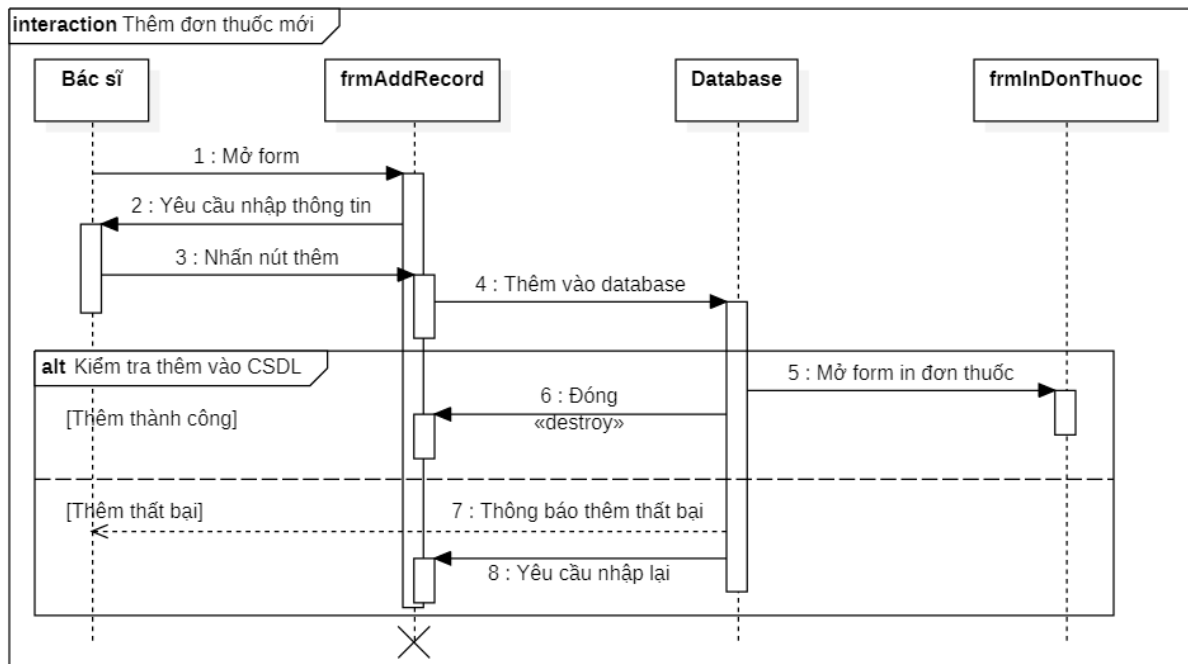 interaction Thêm đơn thuốc mới
Bác sĩ
frmAddRecord
Database
frmInDonThuoc
1 : Mở form
2 : Yêu cầu nhập thông tin
3 : Nhấn nút thêm
4 : Thêm vào database
alt Kiểm tra thêm vào CSDL
5 : Mở form in đơn thuốc
6 : Đóng
«destroy»
[Thêm thành công]
7 : Thông báo thêm thất bại
[Thêm thất bại]
8 : Yêu cầu nhập lại